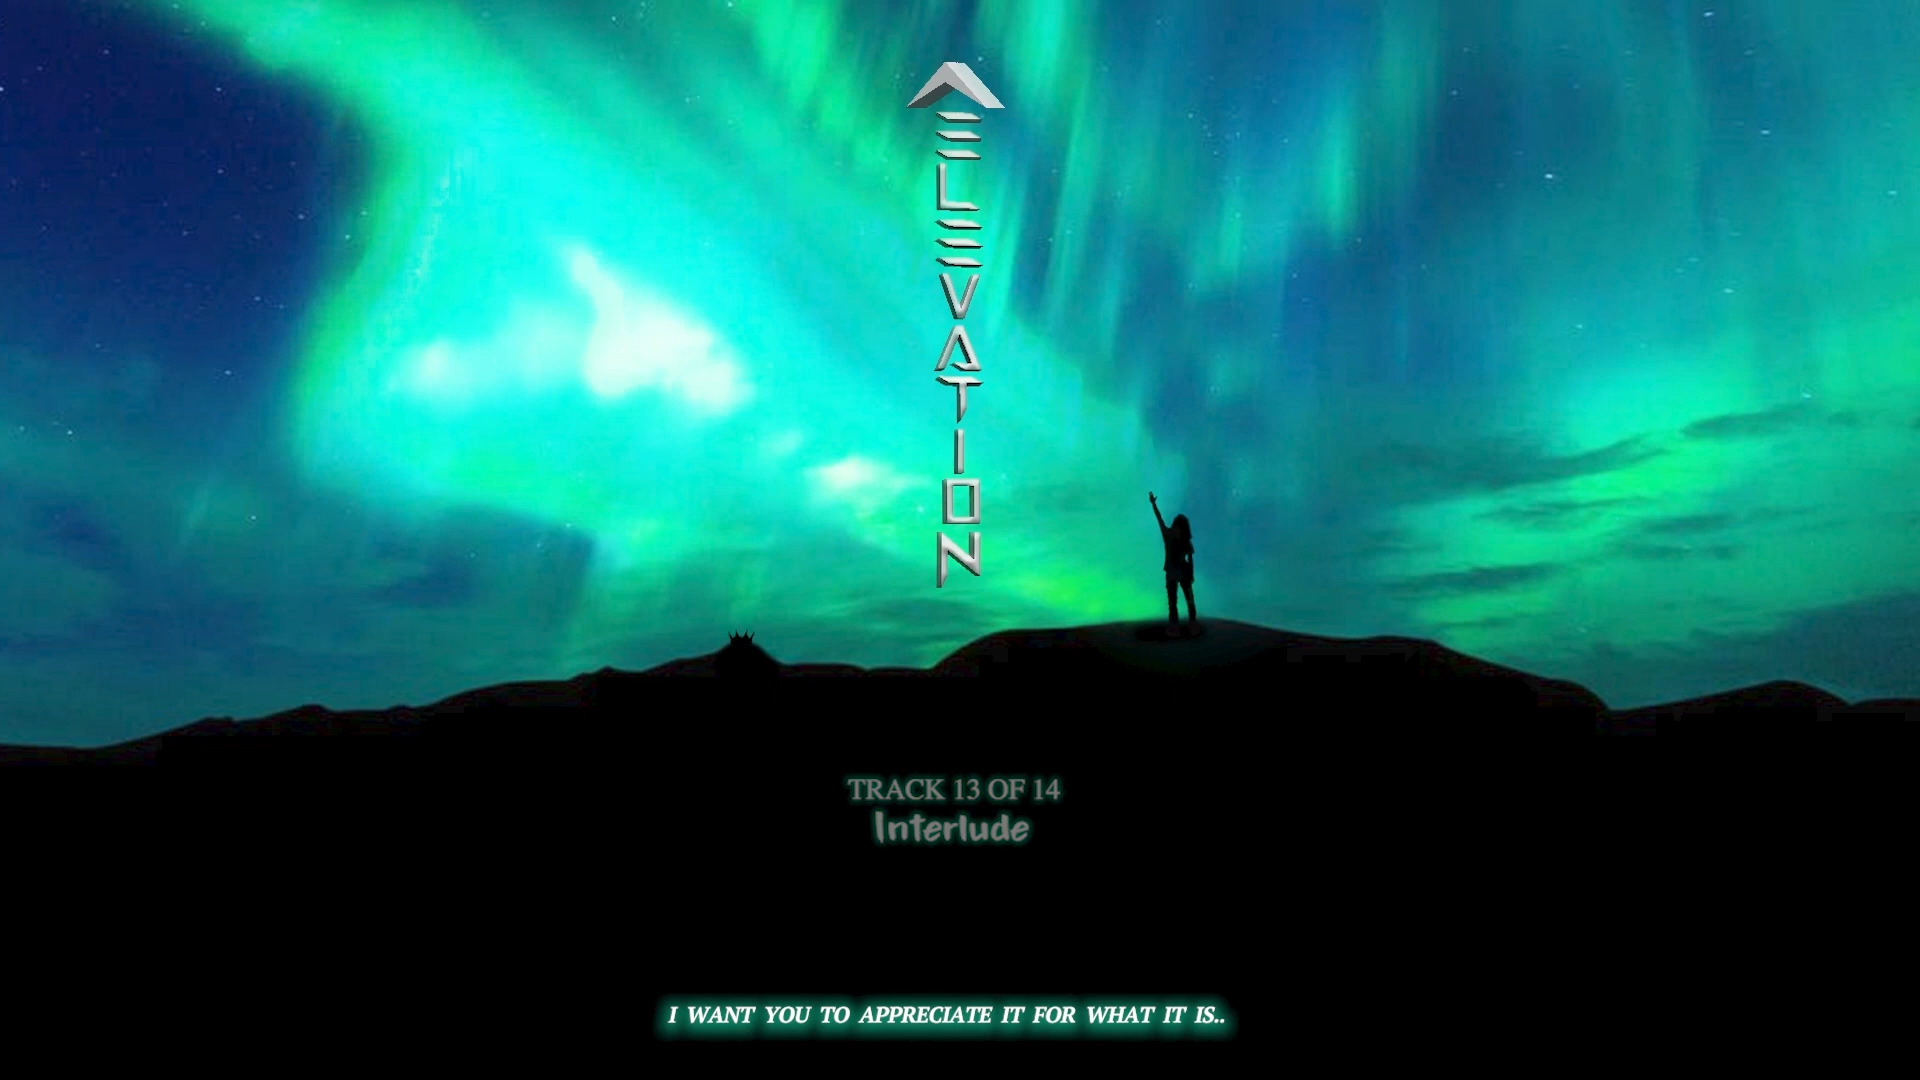 ELEVATION
TRACK 13 OF 14
Interlude
I WANT YOU TO APPRECIATE IT FOR WHAT IT IS..